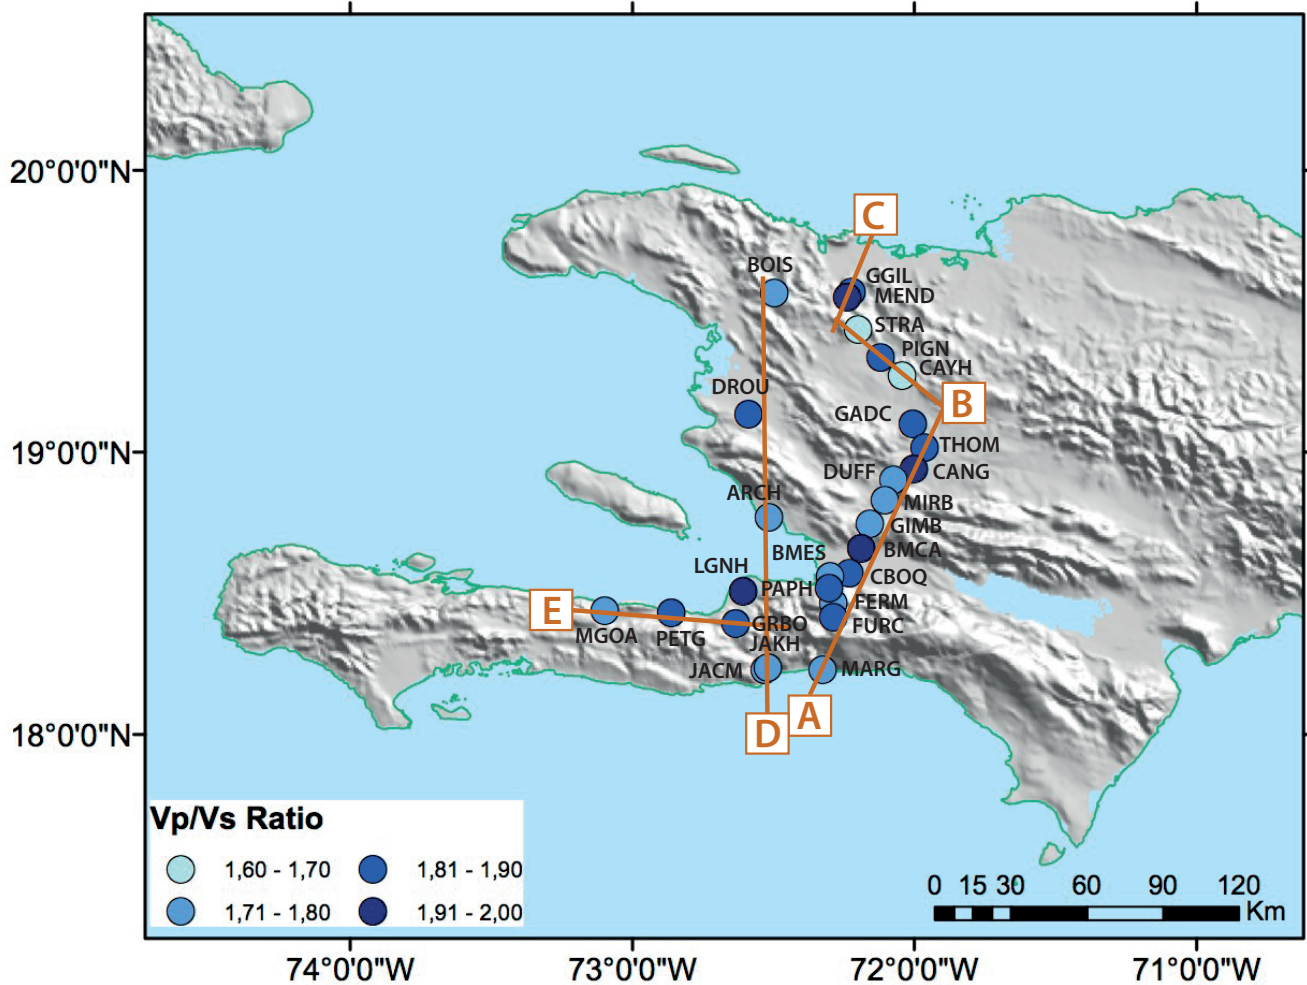 20°0'0"N
19°0'0"N
18°0'0"N
C
BOIS
GGIL
MEND
STRA
PIGN
CAYH
DROU
B
GADC
THOM
DUFF
CANG
ARCH
MIRB
GIMB
BMES
BMCA
LGNH
CBOQ
PAPH
E
FERM
MGOA
PETG
GRBO
FURC
JAKH
JACM
MARG
D
A
Vp/Vs Ratio
1,60 - 1,70
1,81 - 1,90
1,71 - 1,80
1,91 - 2,00
0 15 30 60 90 120
Km
74°0'0"W
73°0'0"W
72°0'0"W
71°0'0"W